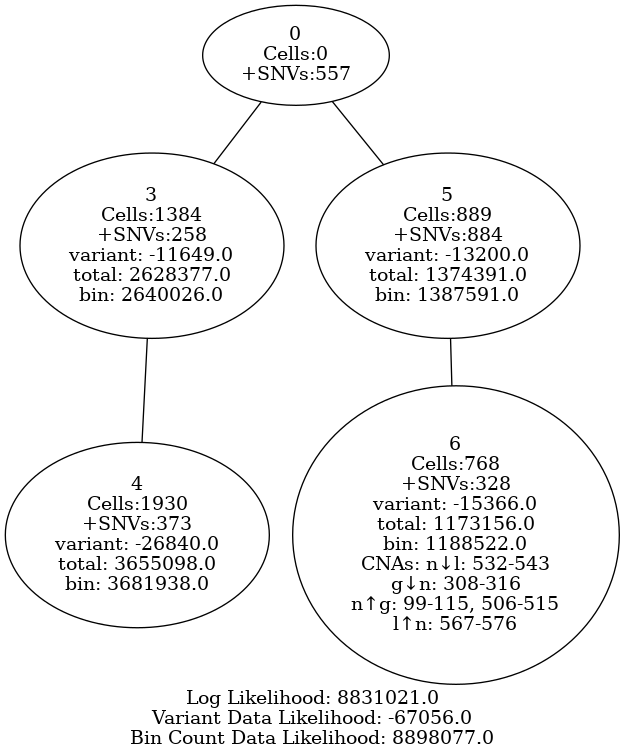 0
Cells:0
+SNVs:557
3
Cells:1384
+SNVs:258
variant: -11649.0
total: 2628377.0
bin: 2640026.0
5
Cells:889
+SNVs:884
variant: -13200.0
total: 1374391.0
bin: 1387591.0
4
Cells:1930
+SNVs:373
variant: -26840.0
total: 3655098.0
bin: 3681938.0
6
Cells:768
+SNVs:328
variant: -15366.0
total: 1173156.0
bin: 1188522.0
CNAs: n↓l: 532-543
g↓n: 308-316
n↑g: 99-115, 506-515
l↑n: 567-576
Log Likelihood: 8831021.0
Variant Data Likelihood: -67056.0
Bin Count Data Likelihood: 8898077.0